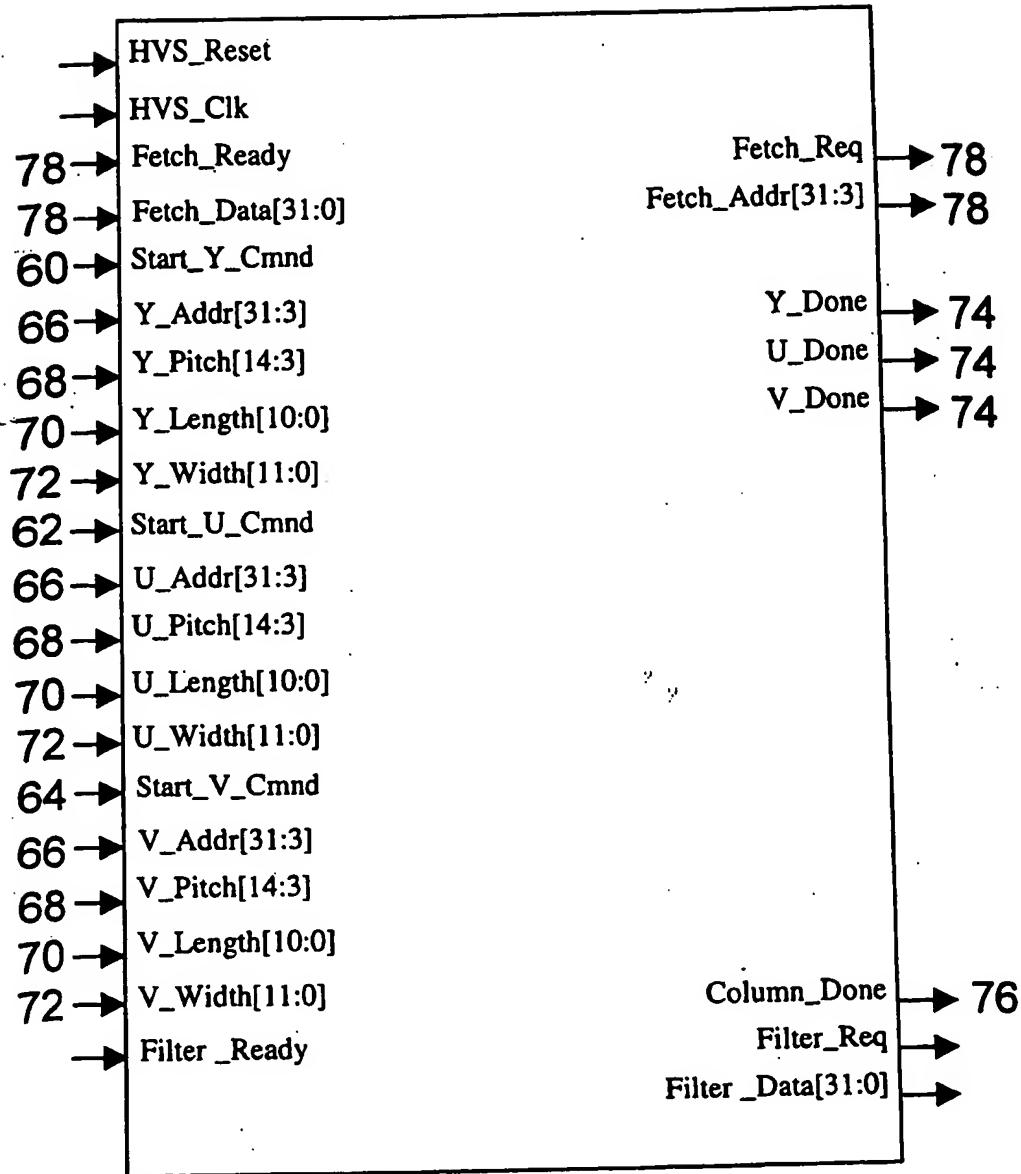 HVS_Reset
HVS_Clk
78 Fetch_Ready
78 Fetch_Data[31:0]
60 Start_Y_Cmnd
66 Y_Addr[31:3]
68 Y_Pitch[14:3]
70 Y_Length[10:0]
72 Y_Width[11:0]
62 Start_U_Cmnd
66 U_Addr[31:3]
68 U_Pitch[14:3]
70 U_Length[10:0]
72 U_Width[11:0]
64 Start_V_Cmnd
66 V_Addr[31:3]
68 V_Pitch[14:3]
70 V_Length[10:0]
72 V_Width[11:0]
Filter _Ready
Fetch_Req 78
Fetch_Addr[31:3] 78
Y_Done 74
U_Done 74
V_Done 74
Column_Done 76
Filter_Req
Filter _Data[31:0]